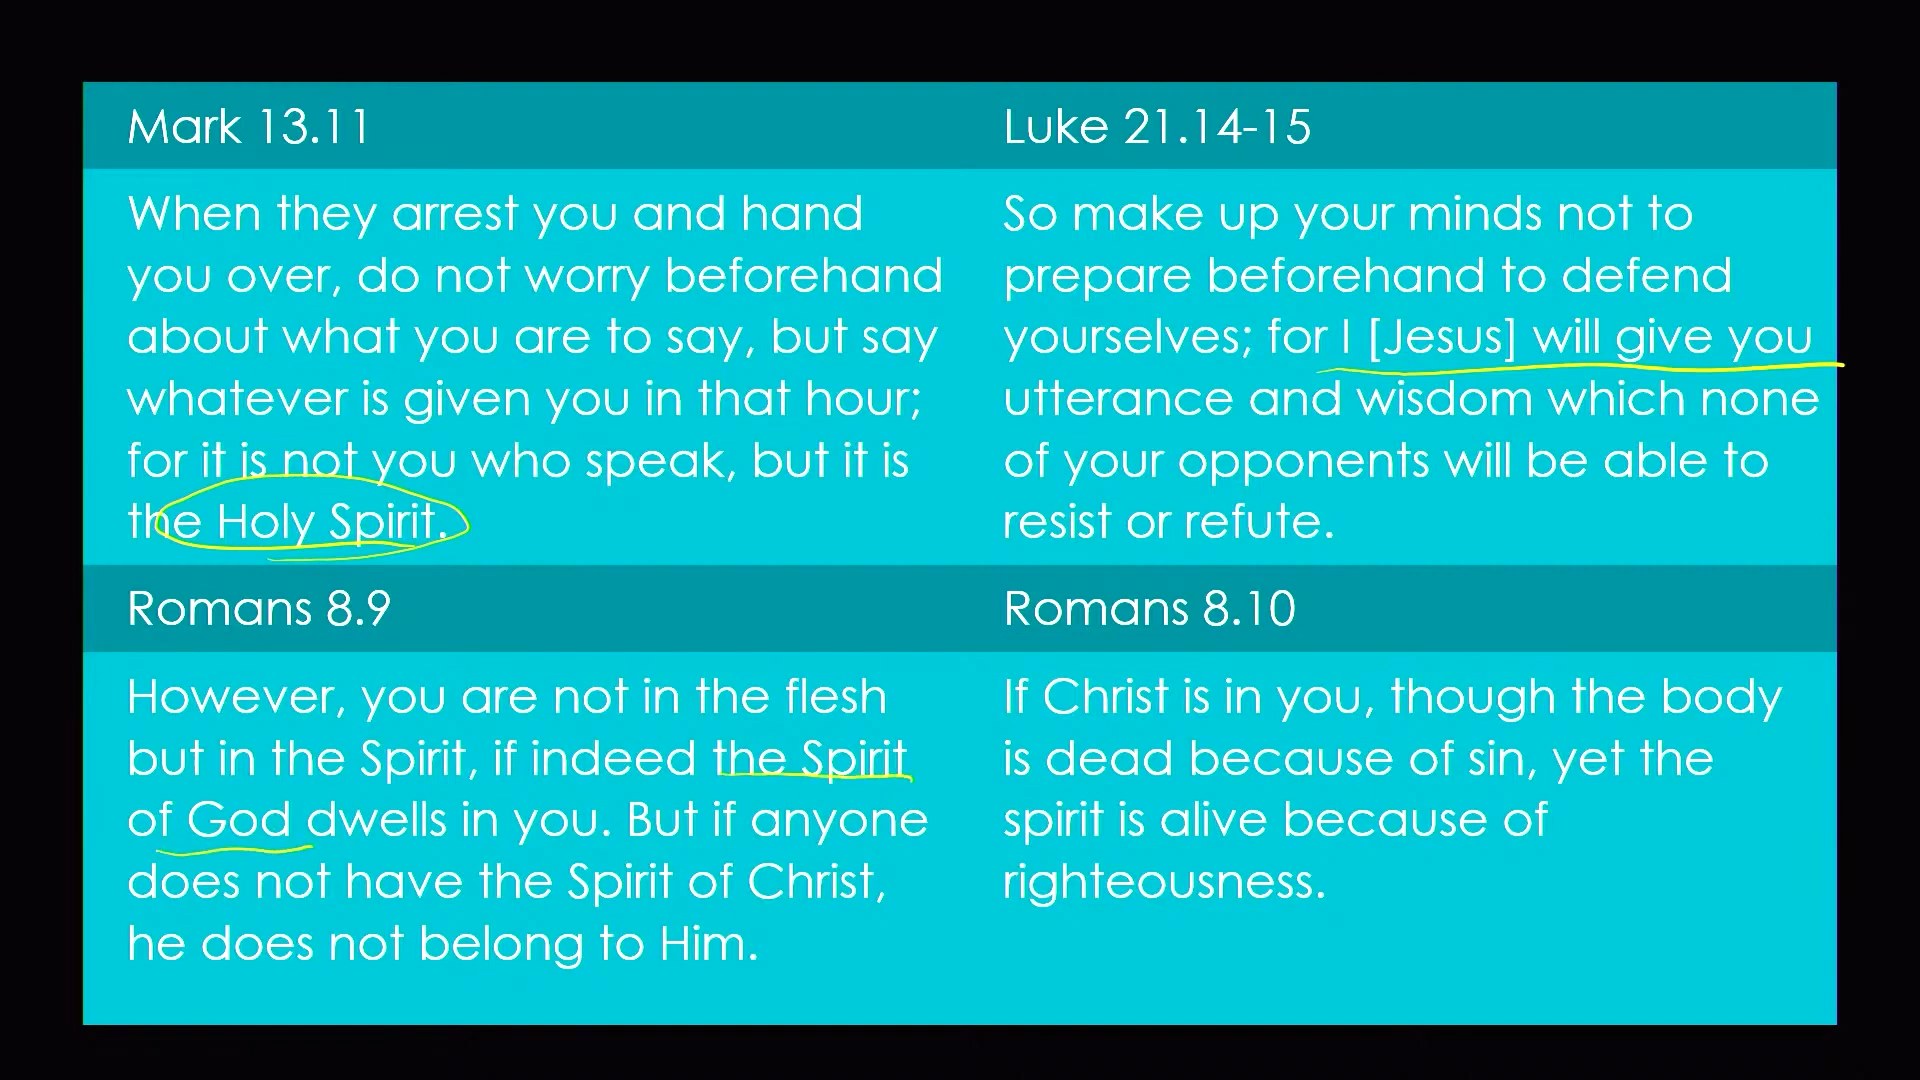 Mark 13.11
When they arrest you and hand
you over, do not worry beforehand
about what you are to say, but say
whatever is given you in that hour;
for it is not you who speak, but it is
the Holy Spirit.
Luke 21.14-15
So make up your minds not to
prepare beforehand to defend
yourselves; for I [Jesus] will give you
utterance and wisdom which none
of your opponents will be able to
resist or refute.
Romans 8.9
However, you are not in the flesh
but in the Spirit, if indeed the Spirit
of God dwells in you. But if anyone
does not have the Spirit of Christ,
he does not belong to Him.
Romans 8.10
If Christ is in you, though the body
is dead because of sin, yet the
spirit is alive because of
righteousness.